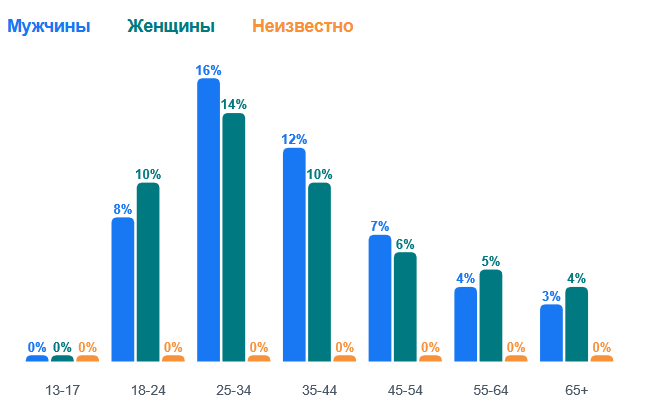 Мужчины Женщины Неизвестно
0% 0% 0% 8% 10% 0% 16% 14% 0% 12% 10% 0% 7% 6% 0% 4% 5% 0% 3% 4% 0%
13-17 18-24 25-34 35-44 45-54 55-64 65+